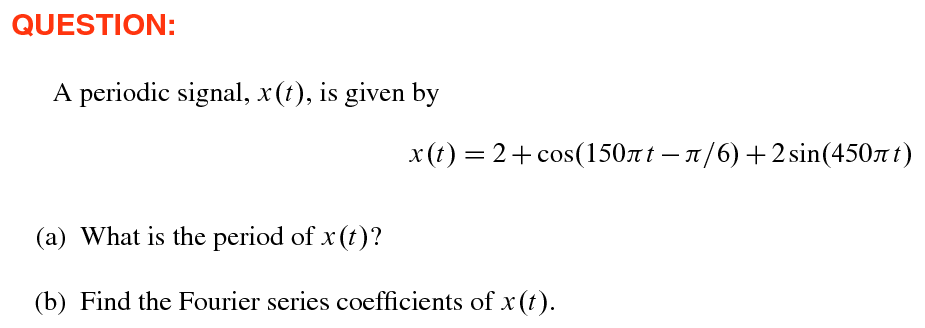 QUESTION:
A periodic signal, x(t), is given by
x(t) = 2 + cos(150πt − π/6) + 2 sin(450πt)
(a) What is the period of x(t)?
(b) Find the Fourier series coefficients of x(t).